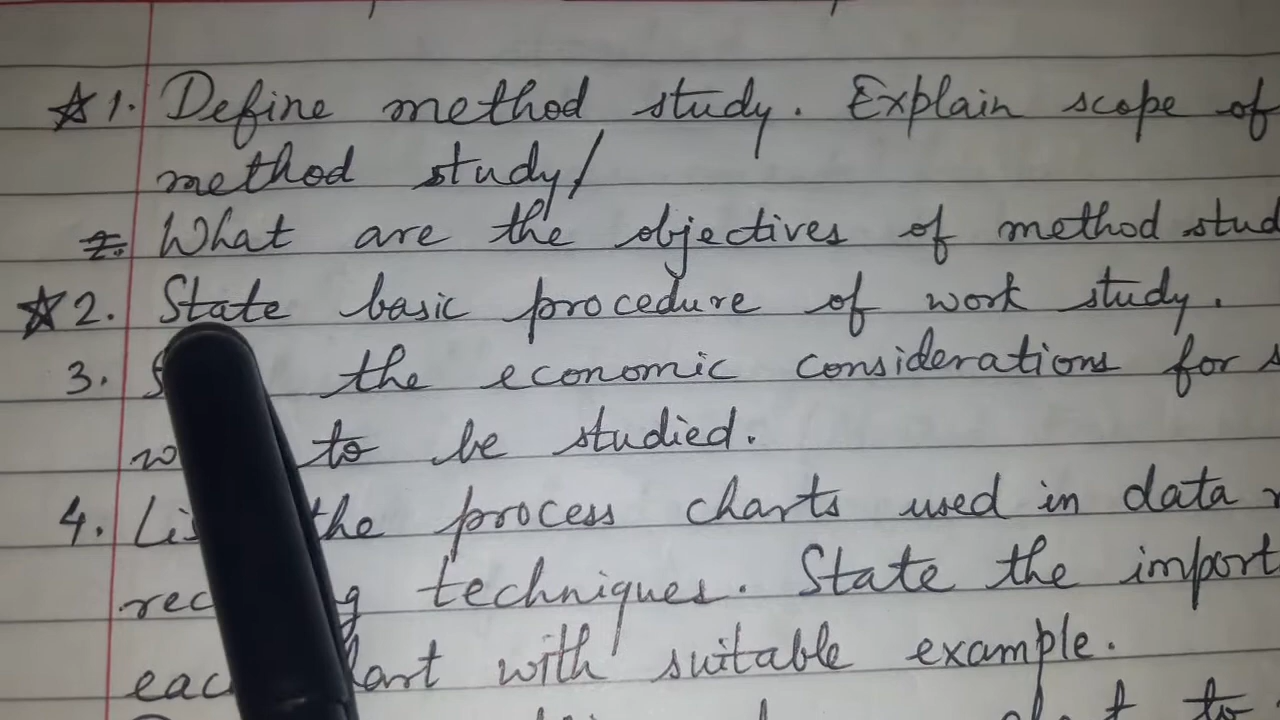 ☆1. Define method study. Explain scope of
method study/
2. What are the objectives of method
☆2. State basic procedure of work study.
3. the economic considerations for
to be studied.
4. the process charts used in data
techniques. State the
with suitable example.
to